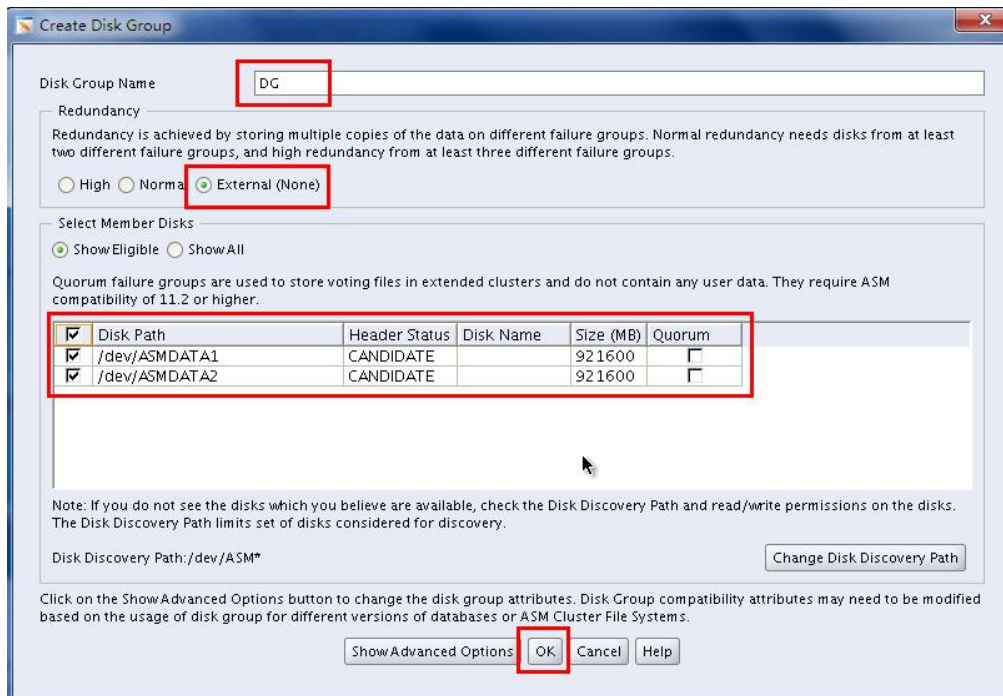 Create Disk Group
Disk Group Name DG
Redundancy
Redundancy is achieved by storing multiple copies of the data on different failure groups. Normal redundancy needs disks from at least
two different failure groups, and high redundancy from at least three different failure groups.
High Norma External (None)
Select Member Disks
Show Eligible Show All
Quorum failure groups are used to store voting files in extended clusters and do not contain any user data. They require ASM
compatibility of 11.2 or higher.
Disk Path Header Status Disk Name Size (MB) Quorum
/dev/ASMDATA1 CANDIDATE 921600
/dev/ASMDATA2 CANDIDATE 921600
Note: If you do not see the disks which you believe are available, check the Disk Discovery Path and read/write permissions on the disks.
The Disk Discovery Path limits set of disks considered for discovery.
Disk Discovery Path:/dev/ASM* Change Disk Discovery Path
Click on the Show Advanced Options button to change the disk group attributes. Disk Group compatibility attributes may need to be modified
based on the usage of disk group for different versions of databases or ASM Cluster File Systems.
Show Advanced Options OK Cancel Help